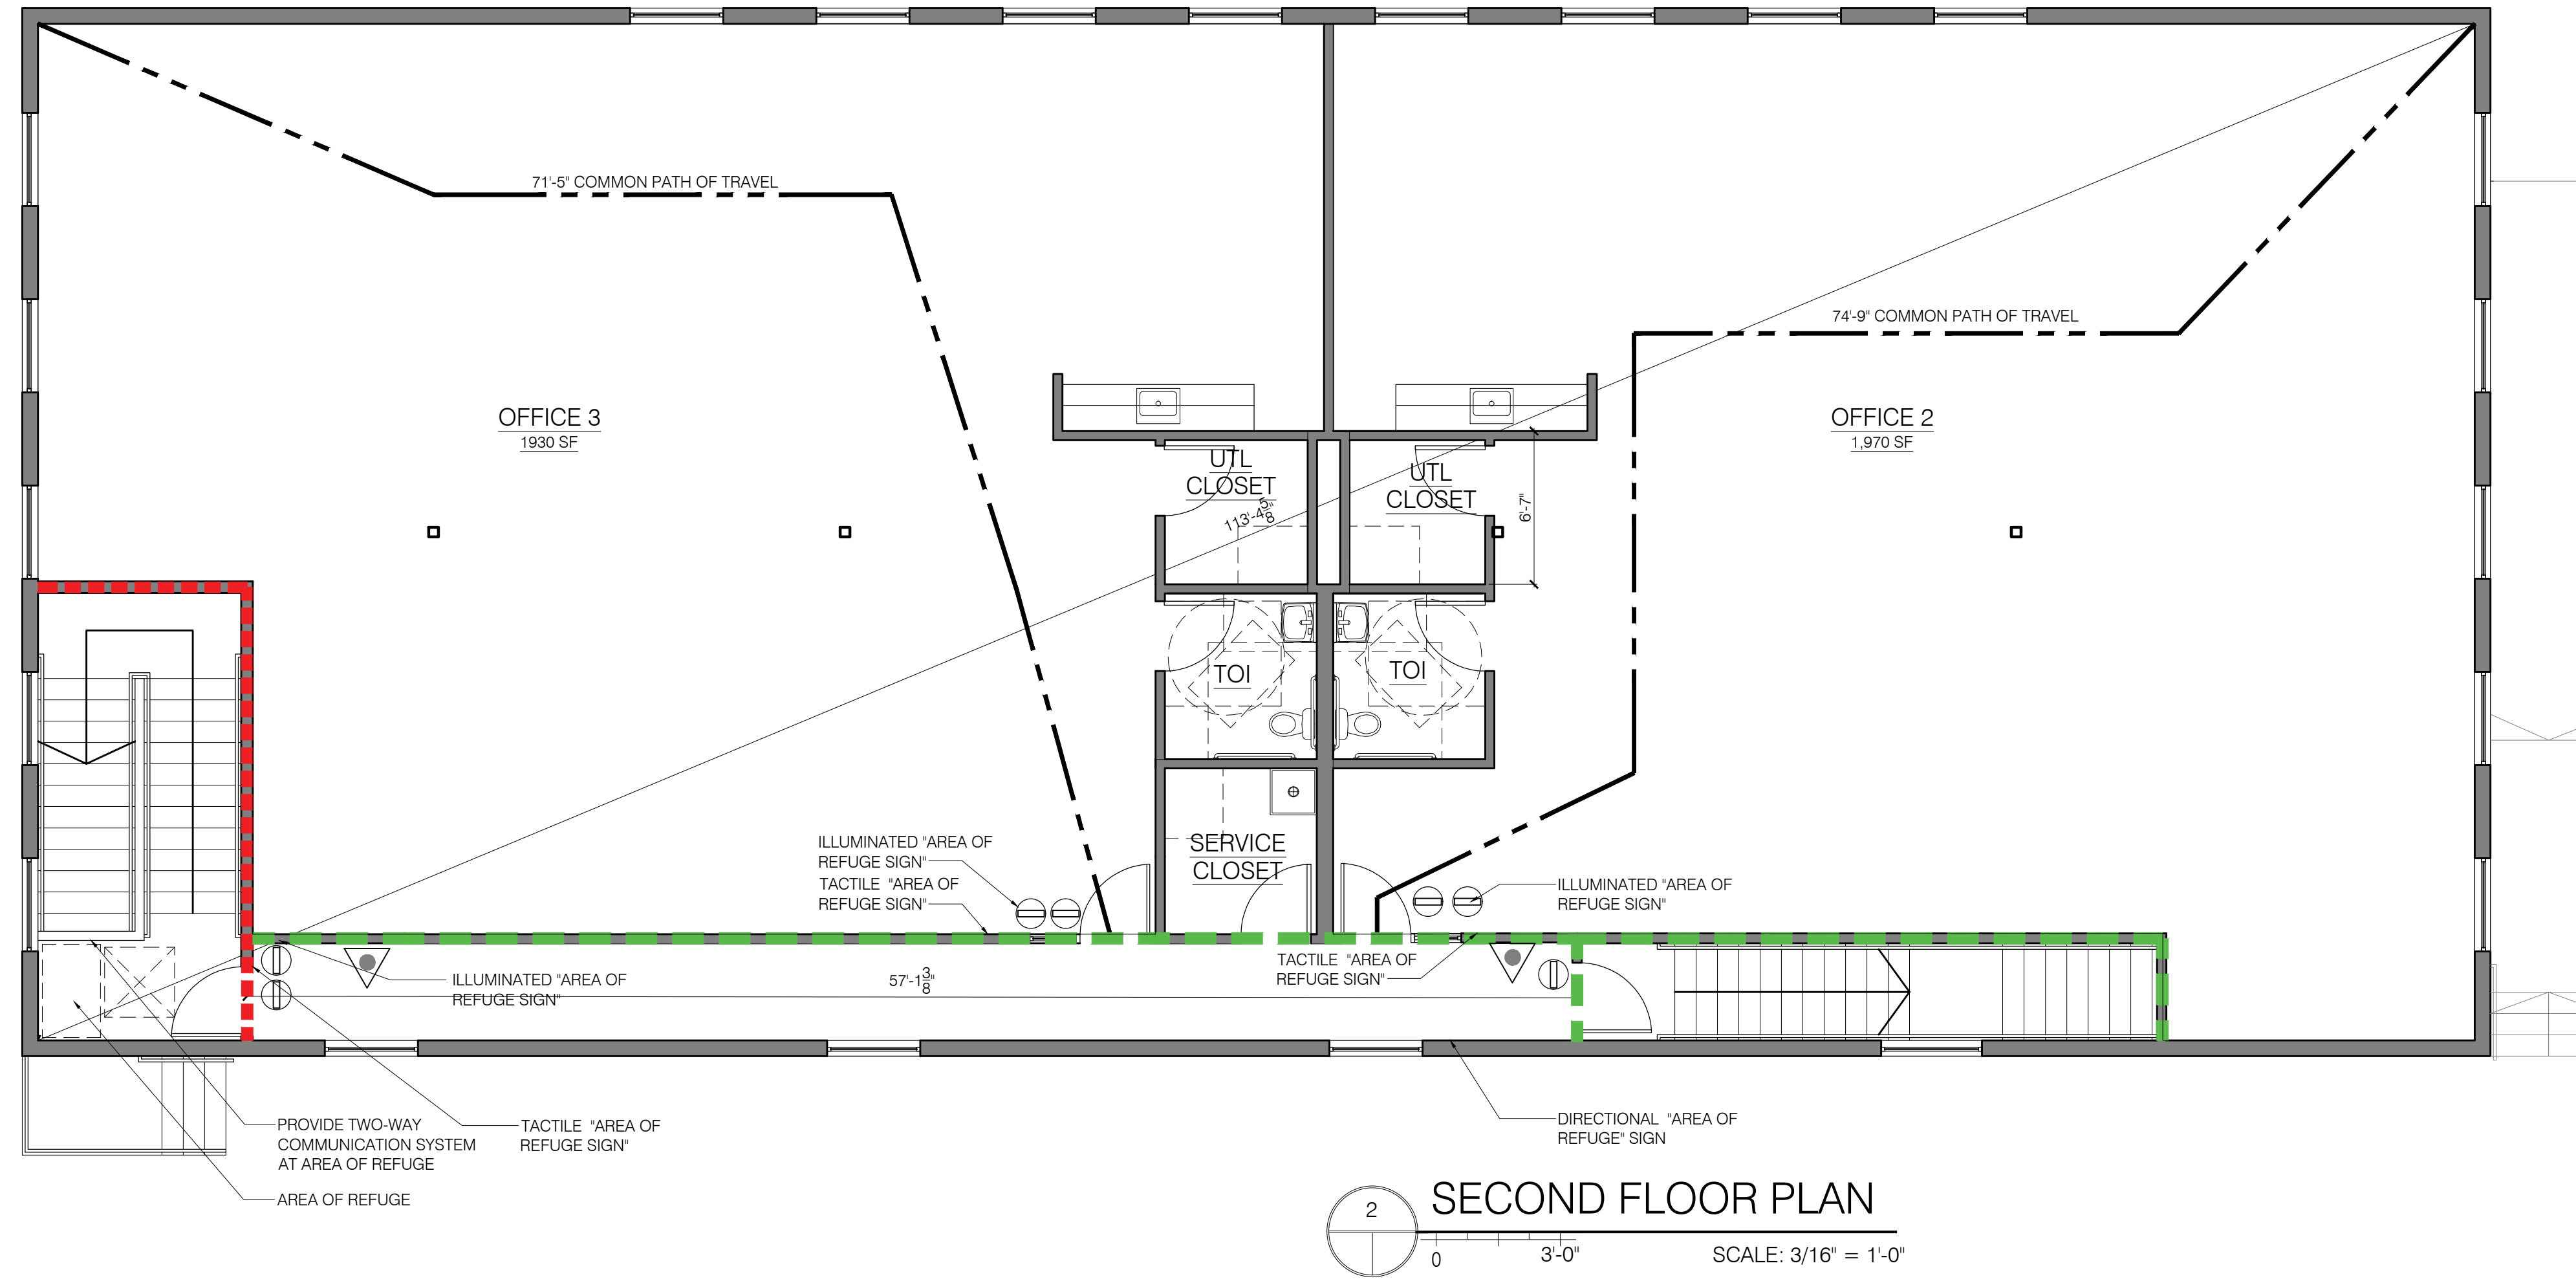 71'-5" COMMON PATH OF TRAVEL
74'-9" COMMON PATH OF TRAVEL
OFFICE 3
1930 SF
OFFICE 2
1,970 SF
UTL
CLOSET
UTL
CLOSET
113'-4 5/8"
6'-7"
TOI
TOI
SERVICE
CLOSET
ILLUMINATED "AREA OF
REFUGE SIGN"
TACTILE "AREA OF
REFUGE SIGN"
ILLUMINATED "AREA OF
REFUGE SIGN"
ILLUMINATED "AREA OF
REFUGE SIGN"
57'-1 3/8"
TACTILE "AREA OF
REFUGE SIGN"
PROVIDE TWO-WAY
COMMUNICATION SYSTEM
AT AREA OF REFUGE
TACTILE "AREA OF
REFUGE SIGN"
AREA OF REFUGE
DIRECTIONAL "AREA OF
REFUGE" SIGN
2
SECOND FLOOR PLAN
0
3'-0"
SCALE: 3/16" = 1'-0"